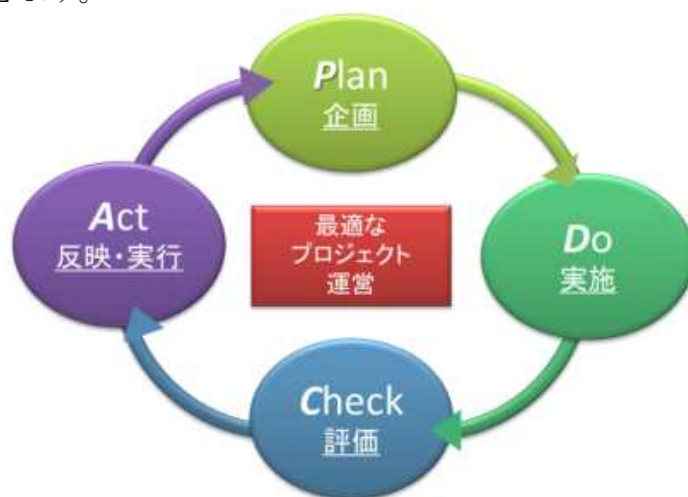 Plan
企画
Act
反映・実行
最適な
プロジェクト
運営
Do
実施
Check
評価